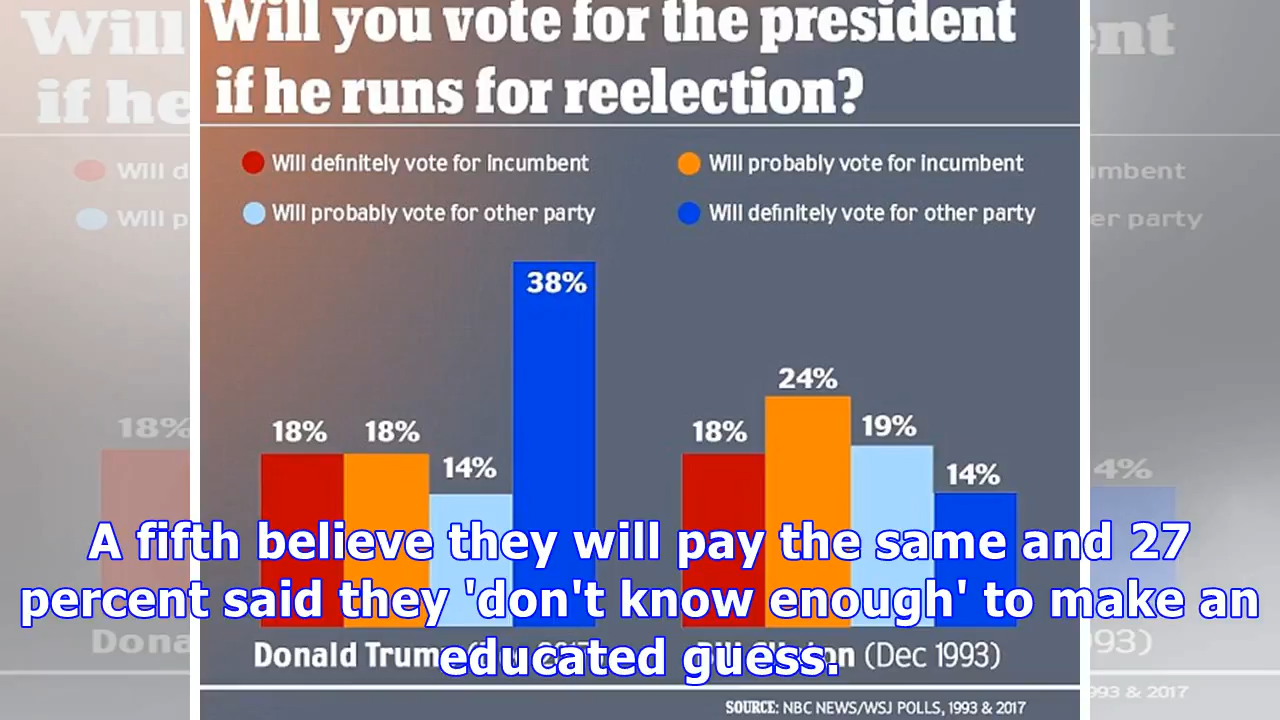 Will you vote for the president
if he runs for reelection?
Will definitely vote for incumbent
Will probably vote for incumbent
Will probably vote for other party
Will definitely vote for other party
38%
24%
18%
18%
14%
18%
19%
14%
A fifth believe they will pay the same and 27
percent said they 'don't know enough' to make an
educated guess.
Donald Trump
(Dec 1993)
SOURCE: NBC NEWS/WSJ POLLS, 1993 & 2017